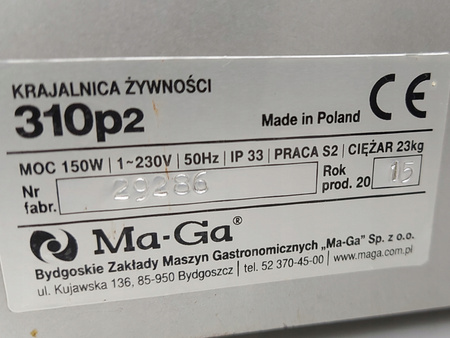 KRAJALNICA ŻYWNOŚCI
310p2
Made in Poland CE
MOC 150W | 1~230V | 50Hz | IP 33 | PRACA S2 | CIĘŻAR 23kg
Nr fabr. 29286 Rok prod. 20 15
Ma-Ga®
Bydgoskie Zakłady Maszyn Gastronomicznych „Ma-Ga" Sp. z o.o.
ul. Kujawska 136, 85-950 Bydgoszcz | tel. 52 370-45-00 | www.maga.com.pl